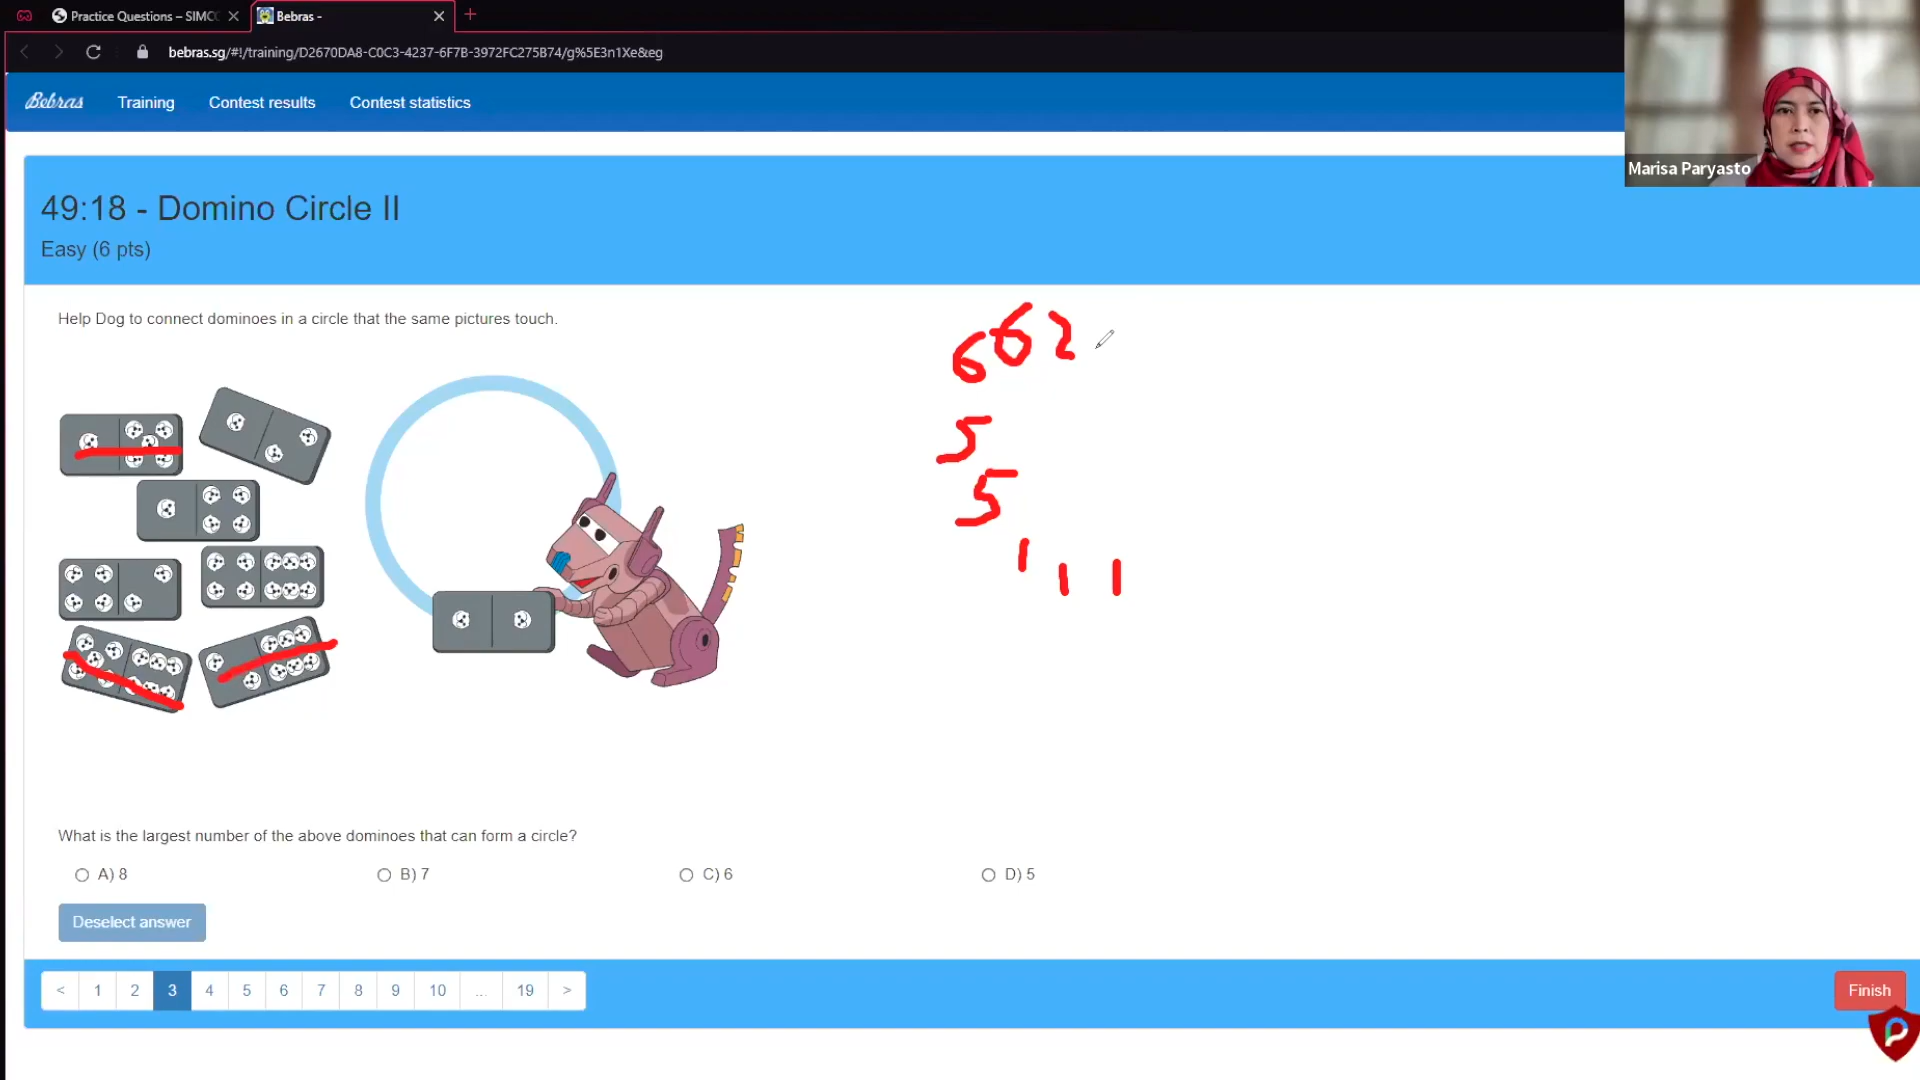 Practice Questions – SIMCC
Bebras -
bebras.sg/#!/training/D2670DA8-C0C3-4237-6F7B-3972FC275B74/g%5E3n1Xe&eg
Bebras Training Contest results Contest statistics
Marisa Paryasto
49:18 - Domino Circle II
Easy (6 pts)
Help Dog to connect dominoes in a circle that the same pictures touch.
6 6 2
5
5
1 1 1
What is the largest number of the above dominoes that can form a circle?
A) 8 B) 7 C) 6 D) 5
Deselect answer
< 1 2 3 4 5 6 7 8 9 10 ... 19 >
Finish